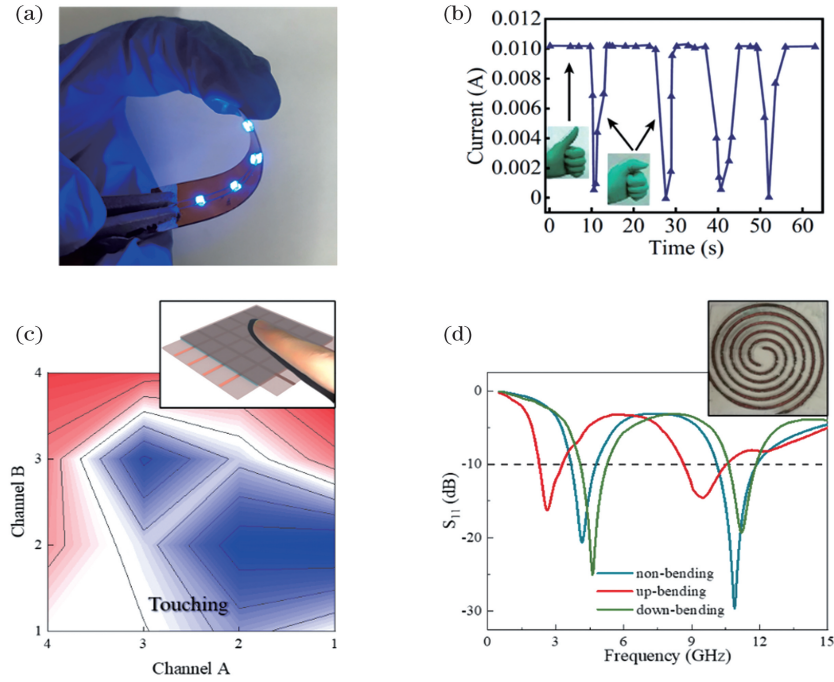 (a)
(b)
0.012
0.010
0.008
0.006
0.004
0.002
0
Current (A)
0 10 20 30 40 50 60
Time (s)
(c)
4
3
2
1
Channel B
Touching
4 3 2 1
Channel A
(d)
0
-10
-20
-30
S11 (dB)
non-bending
up-bending
down-bending
0 3 6 9 12 15
Frequency (GHz)